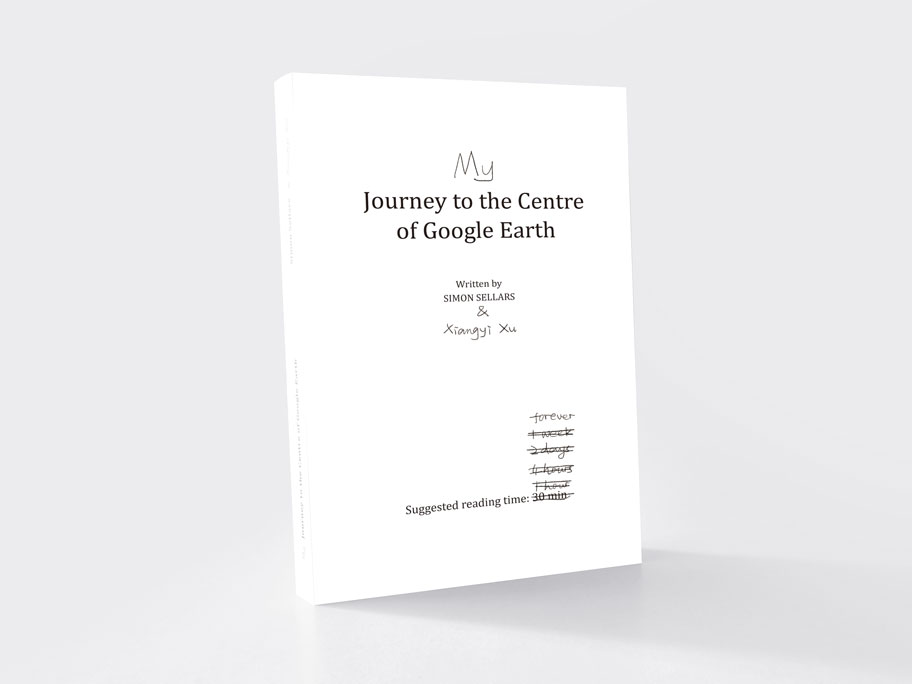 My
Journey to the Centre
of Google Earth
Written by
SIMON SELLARS
&
Xiangyi Xu
forever
1 week
2 days
4 hours
1 hour
Suggested reading time: 30 min